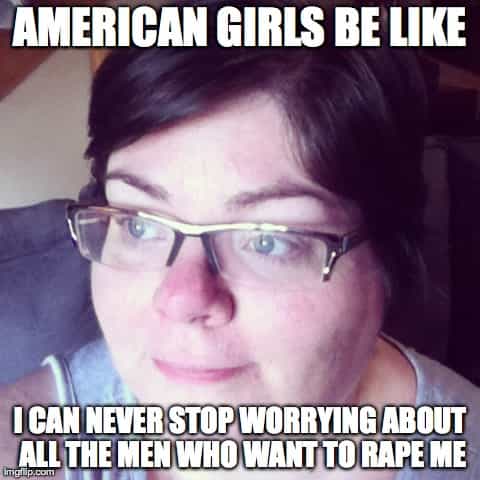 AMERICAN GIRLS BE LIKE
I CAN NEVER STOP WORRYING ABOUT
ALL THE MEN WHO WANT TO RAPE ME
imgflip.com